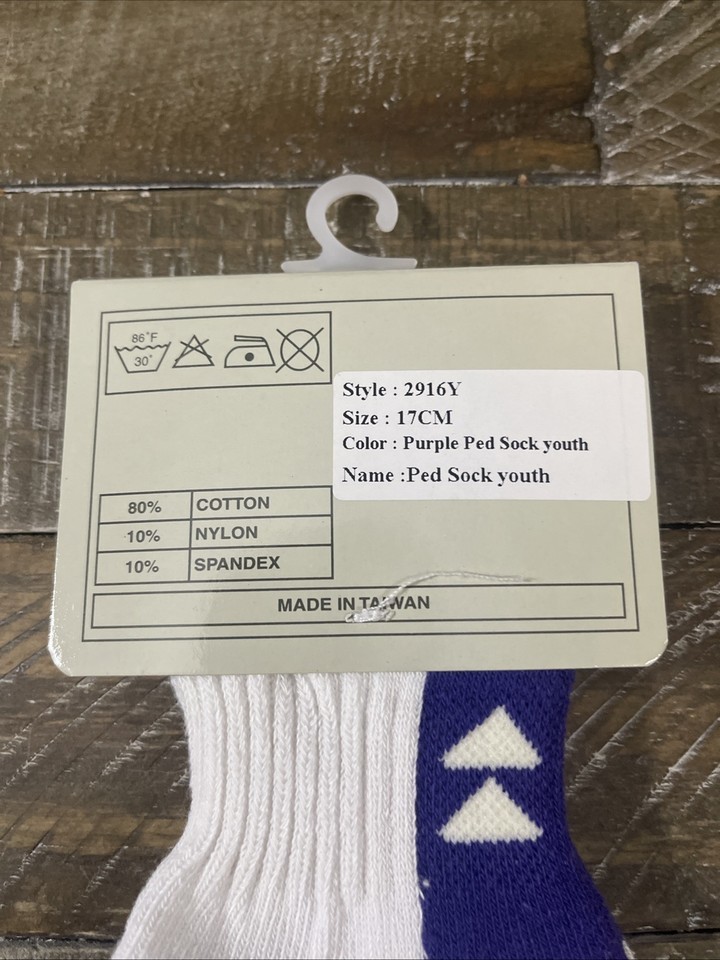 86°F
30°
Style : 2916Y
Size : 17CM
Color : Purple Ped Sock youth
Name :Ped Sock youth
80% COTTON
10% NYLON
10% SPANDEX
MADE IN TAIWAN